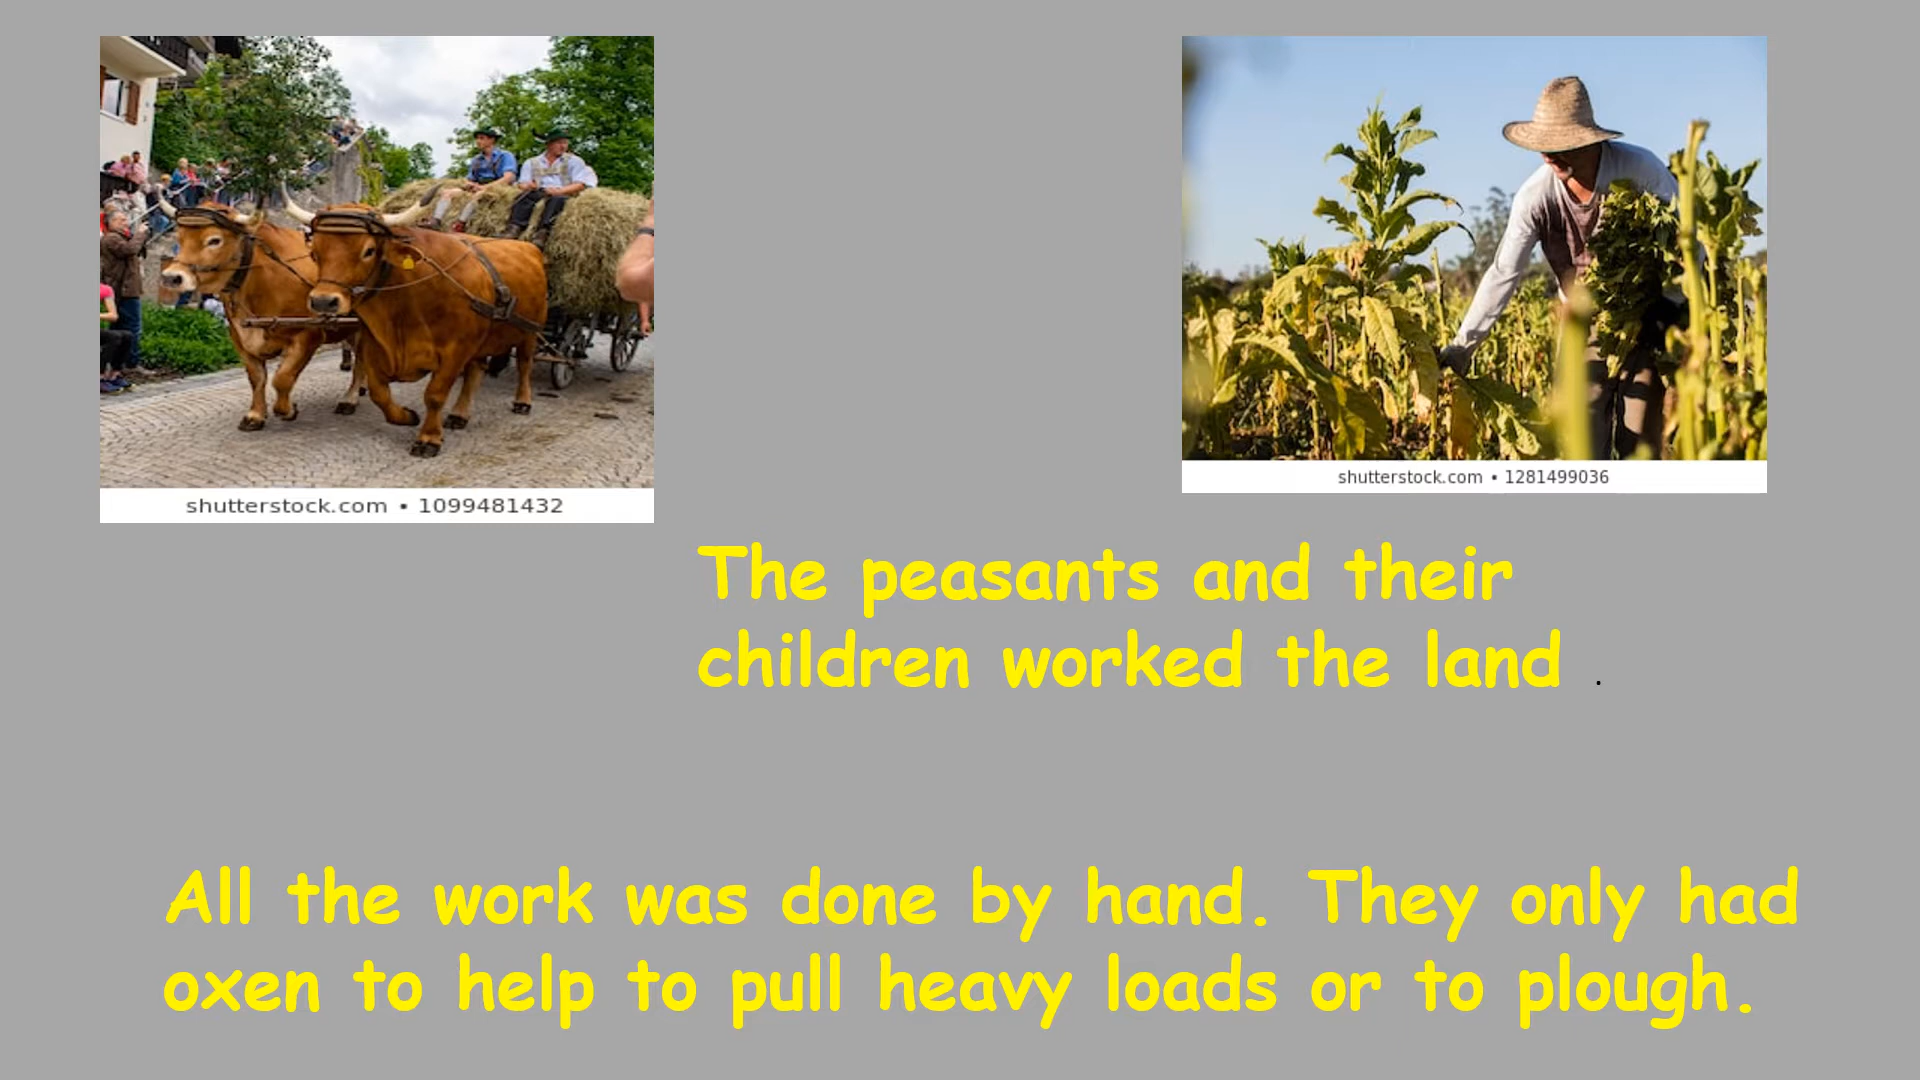 shutterstock.com • 1099481432
shutterstock.com • 1281499036
The peasants and their
children worked the land .
All the work was done by hand. They only had
oxen to help to pull heavy loads or to plough.